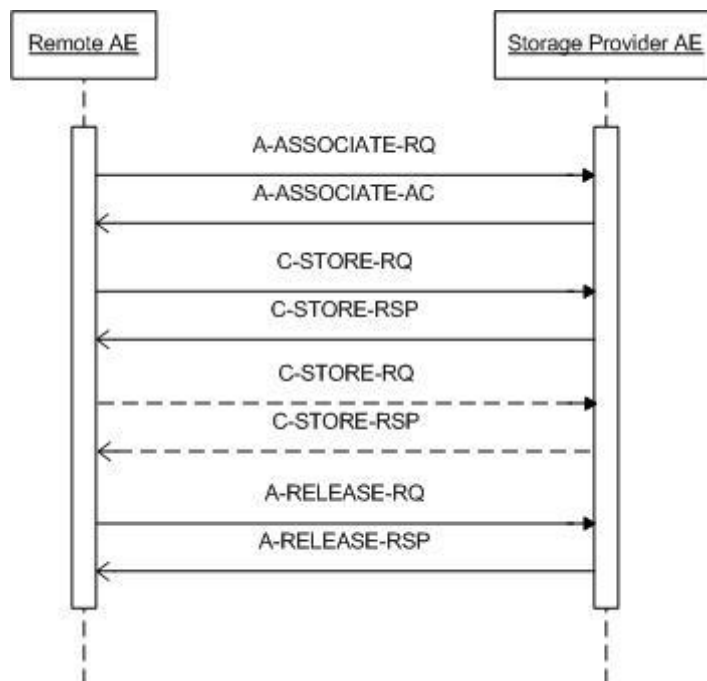 Remote AE
Storage Provider AE
A-ASSOCIATE-RQ
A-ASSOCIATE-AC
C-STORE-RQ
C-STORE-RSP
C-STORE-RQ
C-STORE-RSP
A-RELEASE-RQ
A-RELEASE-RSP